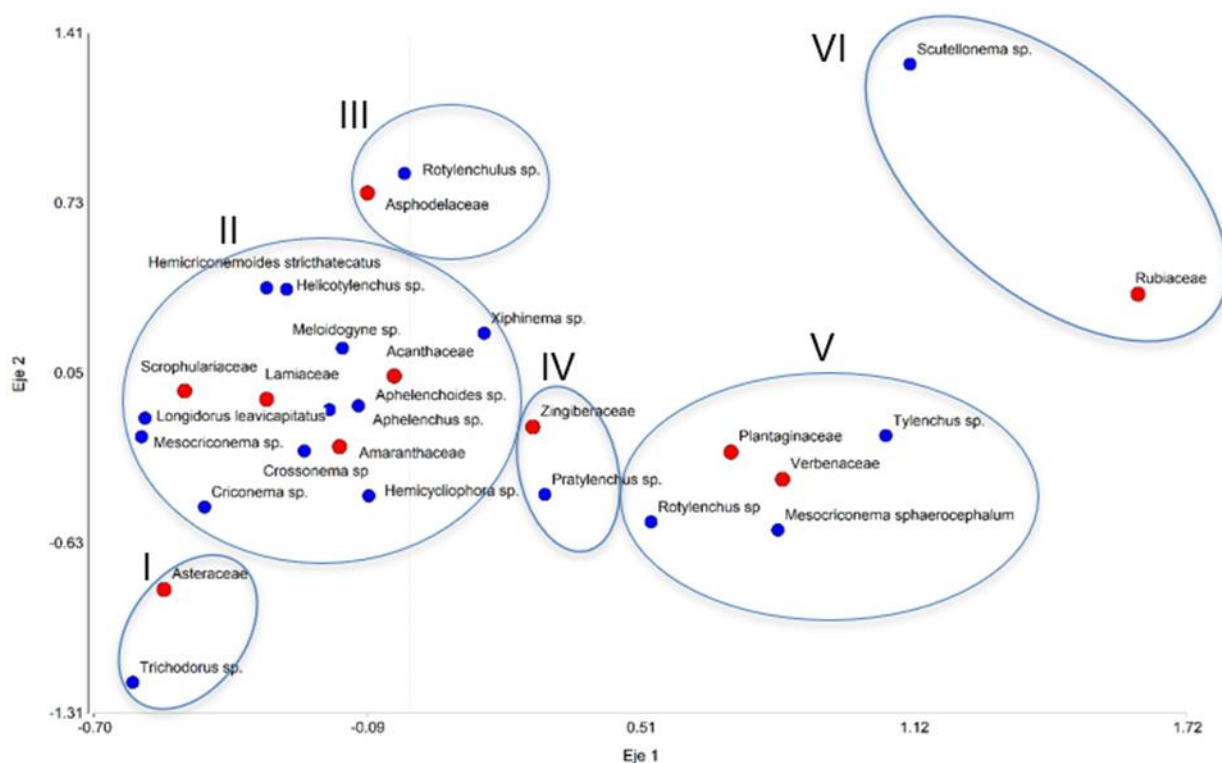 1.41
VI
Scutellonema sp.
III
Rotylenchulus sp.
0.73
Asphodelaceae
II
Hemicriconemoides stricthatecatus
Helicotylenchus sp.
Rubiaceae
Xiphinema sp.
Meloidogyne sp.
V
Acanthaceae
IV
Eje 2
0.05
Scrophulariaceae
Lamiaceae
Aphelenchoides sp.
Zingiberaceae
Longidorus leavicapitatus
Aphelenchus sp.
Tylenchus sp.
Plantaginaceae
Mesocriconema sp.
Amaranthaceae
Verbenaceae
Crossonema sp
Pratylenchus sp.
Criconema sp.
Hemicycliophora sp.
Rotylenchus sp
Mesocriconema sphaerocephalum
-0.63
I
Asteraceae
Trichodorus sp.
-1.31
-0.70
-0.09
0.51
1.12
1.72
Eje 1